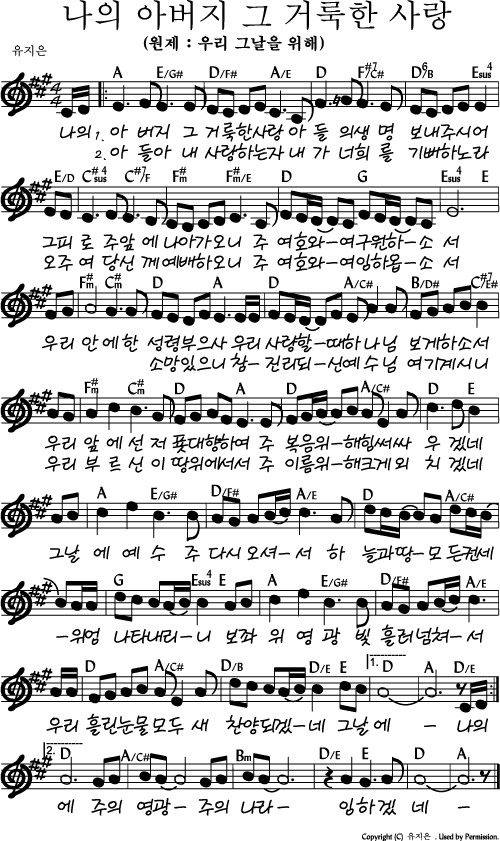 나의 아버지 그 거룩한 사랑
(원제 : 우리 그날을 위해)
유지은
A E/G# D/F# A/E D F#7/C# D6/B Esus4
나의 1. 아 버지 그 거룩한사랑 아 들 의생 명 보내주시어
2. 아 들아 내 사랑하는자 내 가 너희 를 기뻐하노라
E/D C#sus4 C#7/F F#m F#m/E D G Esus4 E
그피 로 주앞 에 나아가오니 주 여호와-여구원하-소 서
오주 여 당신 께 예배하오니 주 여호와-여임하옵-소 서
F#m C#m D A D A/C# B/D# C#7/E#
우리 안 에 한 성령부으사 우리 사랑할-때하나 님 보게하소서
소망있으니 참-진리되-신예수 님 여기계시니
F#m C#m D A D A/C# D E
우리 앞 에 선 저 푯대향하여 주 복음위-해힘써싸 우 겠네
우리 부 르 신 이 땅위에서서 주 이름위-해크게외 치 겠네
A E/G# D/F# A/E D A/C#
그날 에 예 수 주 다시 오셔-서 하 늘과땅-모든권네
G Esus4 E A E/G# D/F# A/E
-위엄 나타내리-니 보좌 위 영 광 빛 흘러넘쳐-서
D A/C# D/B D/E E 1. D A D/E
우리 흘린눈물모두 새 찬양되겠-네 그날 에 - 나의
2. D A/C# Bm D/E E D A
에 주의 영광-주의 나라- 임하겠 네-
Copyright (C) 유지은 . Used by Permission.